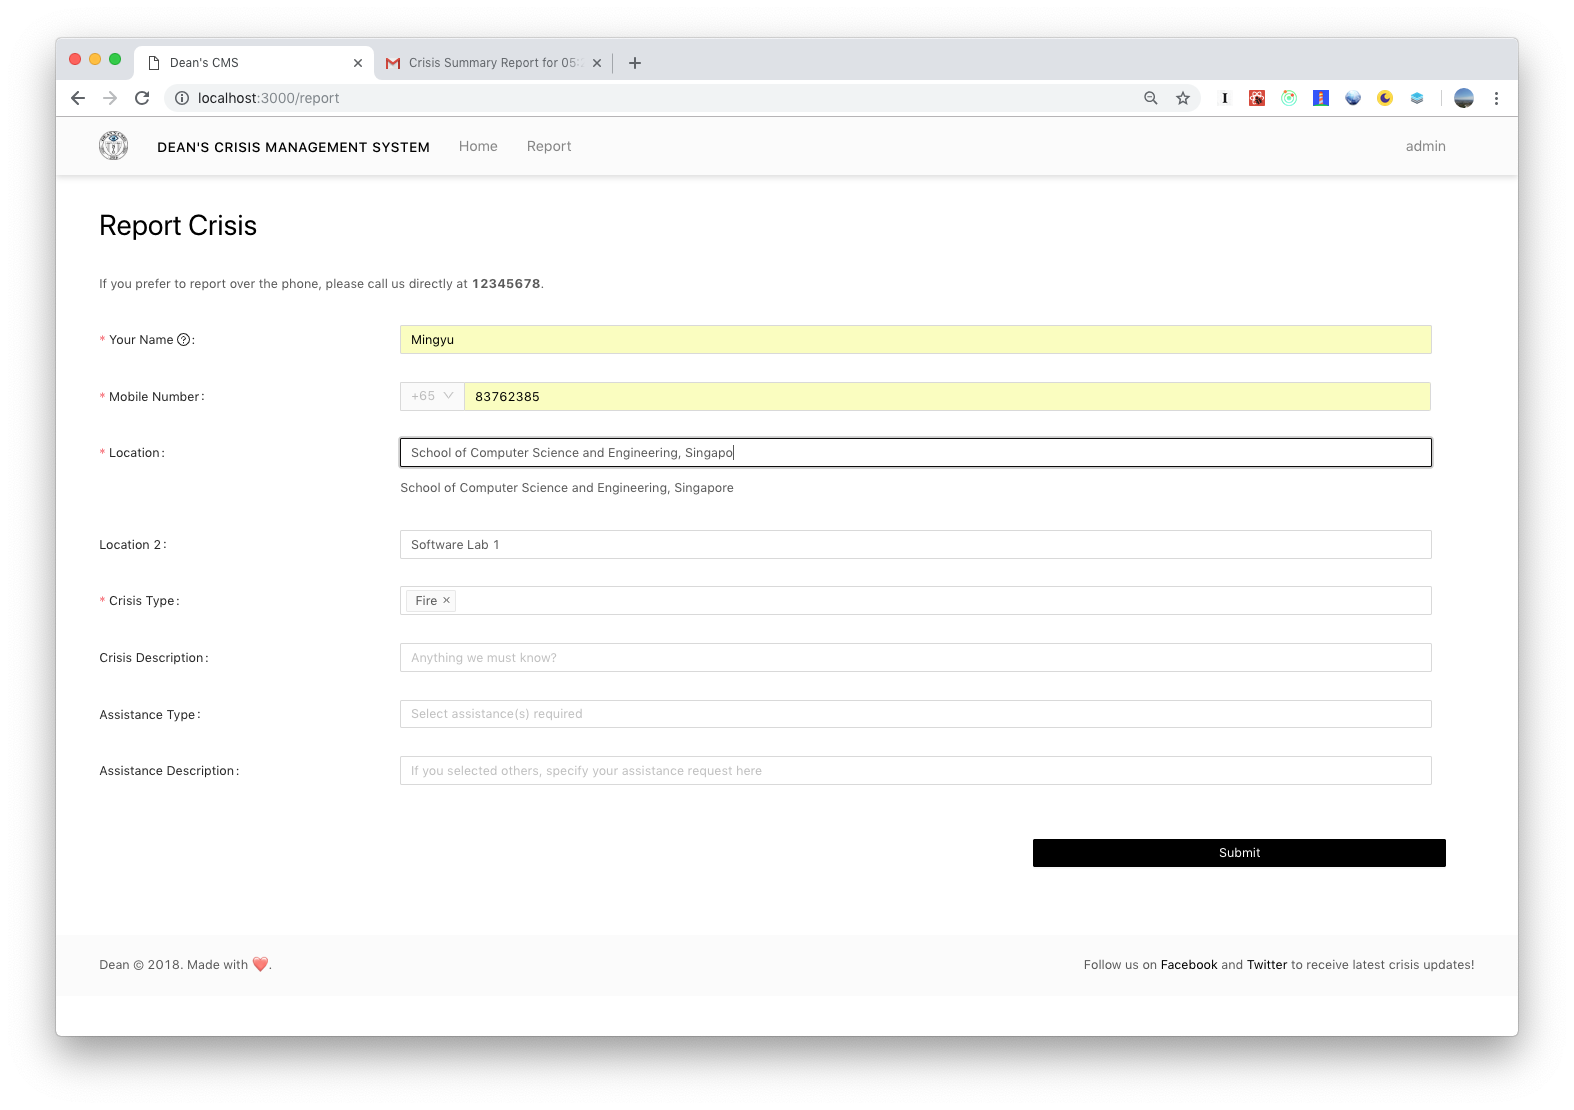 Dean's CMS
Crisis Summary Report for 05:
localhost:3000/report
DEAN'S CRISIS MANAGEMENT SYSTEM Home Report admin
Report Crisis
If you prefer to report over the phone, please call us directly at 12345678.
* Your Name ?: Mingyu
* Mobile Number: +65 83762385
* Location: School of Computer Science and Engineering, Singapo
School of Computer Science and Engineering, Singapore
Location 2: Software Lab 1
* Crisis Type: Fire ×
Crisis Description: Anything we must know?
Assistance Type: Select assistance(s) required
Assistance Description: If you selected others, specify your assistance request here
Submit
Dean © 2018. Made with ❤️.
Follow us on Facebook and Twitter to receive latest crisis updates!